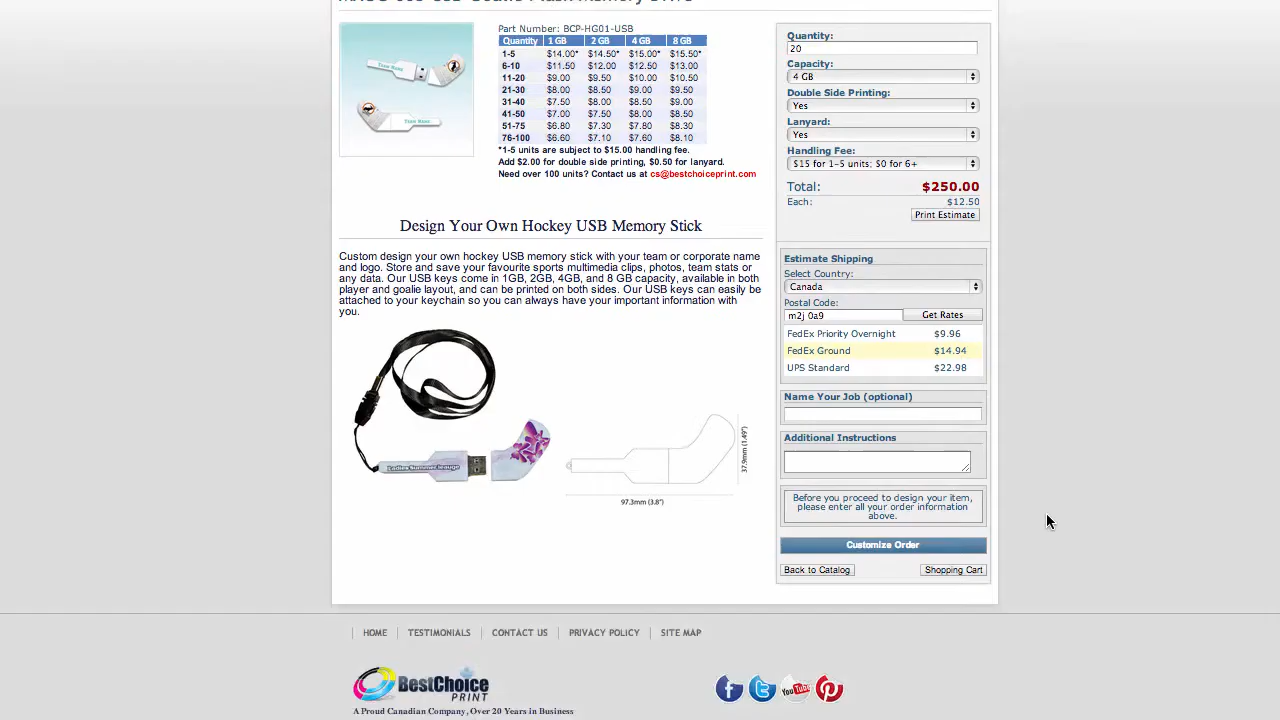 Part Number: BCP-HG01-USB
Quantity 1 GB 2 GB 4 GB 8 GB
1-5 $14.00* $14.50* $15.00* $15.50*
6-10 $11.50 $12.00 $12.50 $13.00
11-20 $9.00 $9.50 $10.00 $10.50
21-30 $8.00 $8.50 $9.00 $9.50
31-40 $7.50 $8.00 $8.50 $9.00
41-50 $7.00 $7.50 $8.00 $8.50
51-75 $6.80 $7.30 $7.80 $8.30
76-100 $6.60 $7.10 $7.60 $8.10
*1-5 units are subject to $15.00 handling fee.
Add $2.00 for double side printing, $0.50 for lanyard.
Need over 100 units? Contact us at cs@bestchoiceprint.com
Team Name
Team Name
Design Your Own Hockey USB Memory Stick
Custom design your own hockey USB memory stick with your team or corporate name
and logo. Store and save your favourite sports multimedia clips, photos, team stats or
any data. Our USB keys come in 1GB, 2GB, 4GB, and 8 GB capacity, available in both
player and goalie layout, and can be printed on both sides. Our USB keys can easily be
attached to your keychain so you can always have your important information with
you.
Ladies Summer League
37.9mm (1.49")
97.3mm (3.8")
Quantity:
20
Capacity:
4 GB
Double Side Printing:
Yes
Lanyard:
Yes
Handling Fee:
$15 for 1-5 units; $0 for 6+
Total: $250.00
Each: $12.50
Print Estimate
Estimate Shipping
Select Country:
Canada
Postal Code:
m2j 0a9 Get Rates
FedEx Priority Overnight $9.96
FedEx Ground $14.94
UPS Standard $22.98
Name Your Job (optional)
Additional Instructions
Before you proceed to design your item,
please enter all your order information
above.
Customize Order
Back to Catalog Shopping Cart
HOME TESTIMONIALS CONTACT US PRIVACY POLICY SITE MAP
BestChoice
PRINT
A Proud Canadian Company, Over 20 Years in Business
f t You Tube P